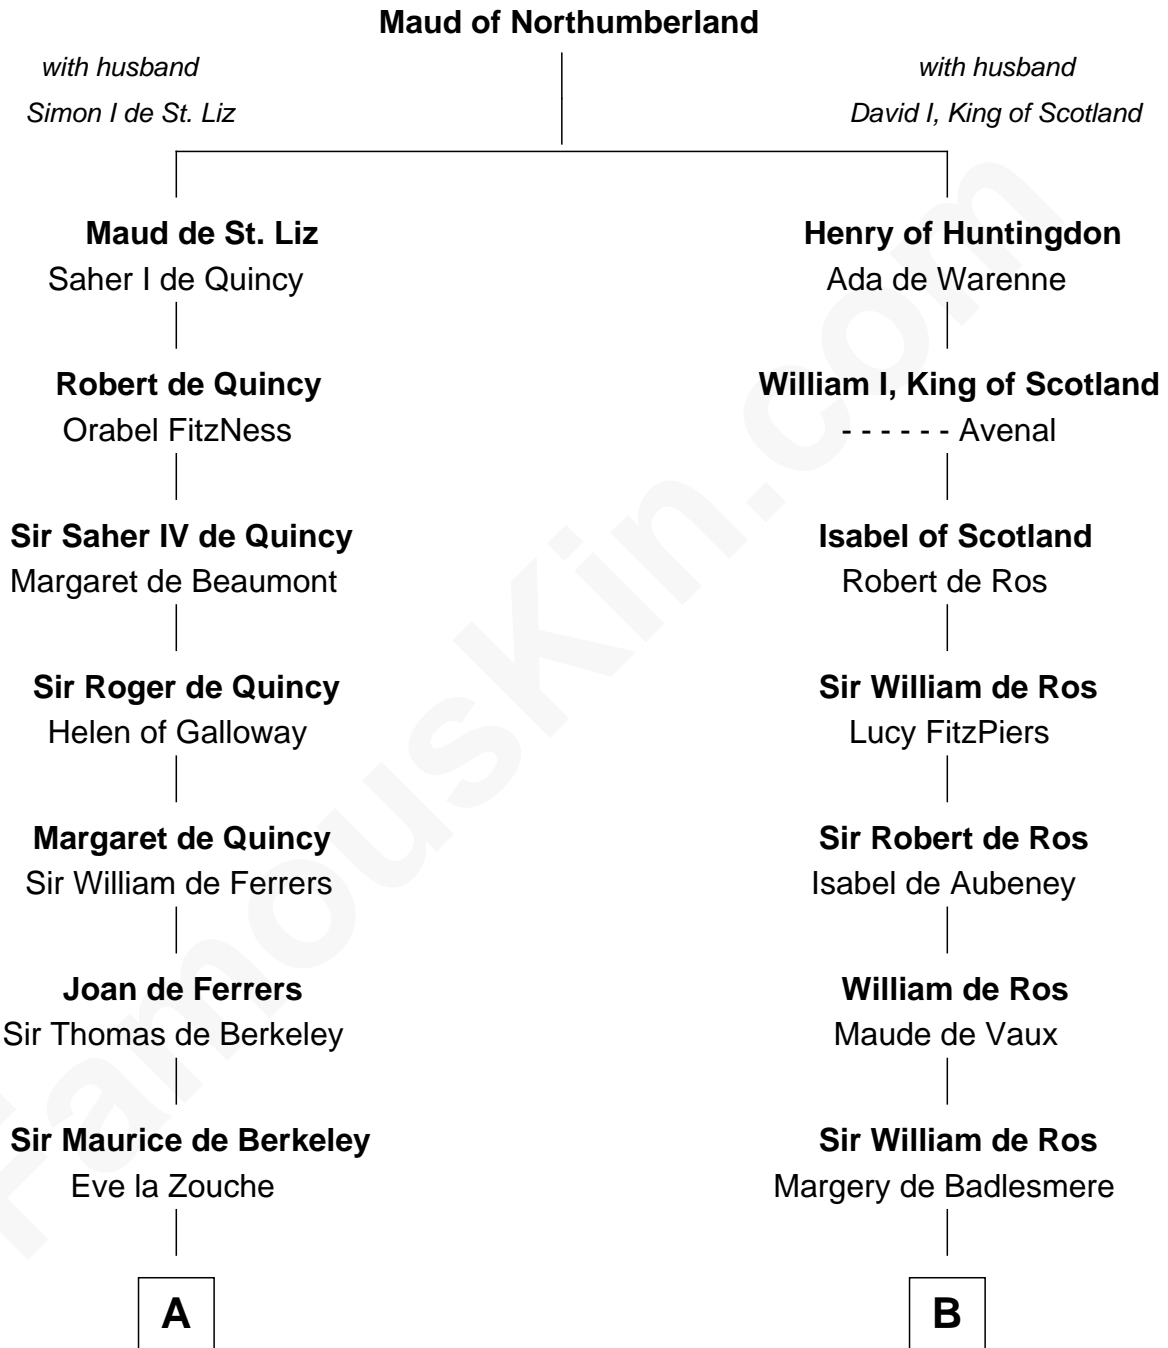 Maud of Northumberland
with husband
Simon I de St. Liz
with husband
David I, King of Scotland
Maud de St. Liz
Saher I de Quincy
Henry of Huntingdon
Ada de Warenne
Robert de Quincy
Orabel FitzNess
William I, King of Scotland
- - - - - - Avenal
Sir Saher IV de Quincy
Margaret de Beaumont
Isabel of Scotland
Robert de Ros
Sir Roger de Quincy
Helen of Galloway
Sir William de Ros
Lucy FitzPiers
Margaret de Quincy
Sir William de Ferrers
Sir Robert de Ros
Isabel de Aubeney
Joan de Ferrers
Sir Thomas de Berkeley
William de Ros
Maude de Vaux
Sir Maurice de Berkeley
Eve la Zouche
Sir William de Ros
Margery de Badlesmere
A
B
FamousKin.com